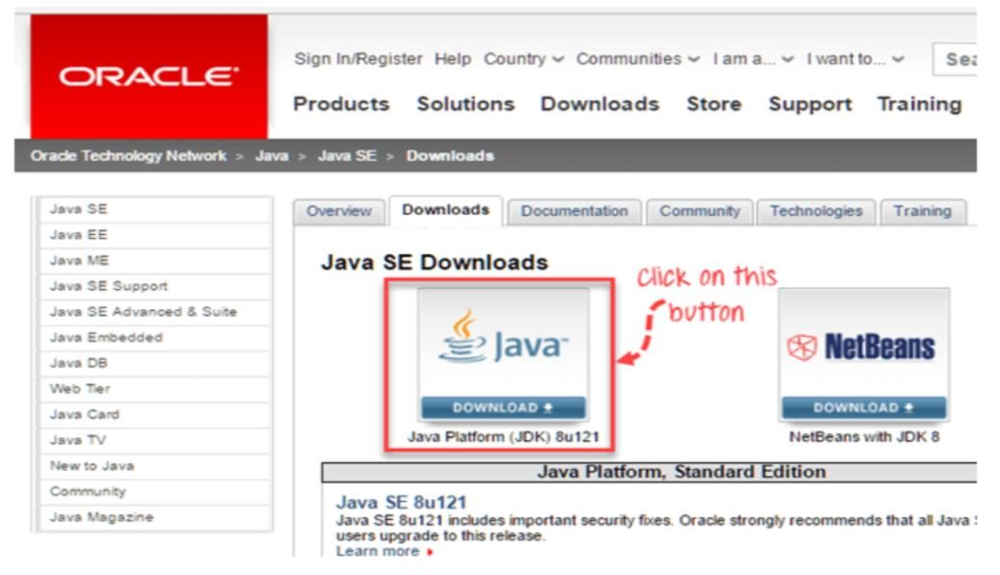 ORACLE
Sign In/Register Help Country Communities I am a... I want to... Sea
Products Solutions Downloads Store Support Training
Oracle Technology Network > Java > Java SE > Downloads
Java SE
Java EE
Java ME
Java SE Support
Java SE Advanced & Suite
Java Embedded
Java DB
Web Tier
Java Card
Java TV
New to Java
Community
Java Magazine
Overview Downloads Documentation Community Technologies Training
Java SE Downloads
Click on this
button
Java™
DOWNLOAD
Java Platform (JDK) 8u121
NetBeans
DOWNLOAD
NetBeans with JDK 8
Java Platform, Standard Edition
Java SE 8u121
Java SE 8u121 includes important security fixes. Oracle strongly recommends that all Java S
users upgrade to this release.
Learn more